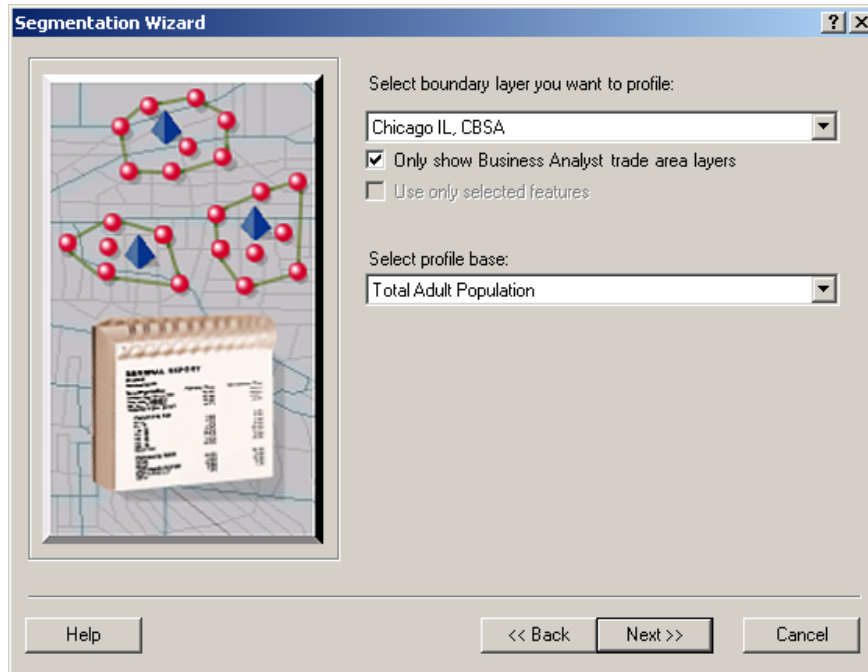 Segmentation Wizard
Select boundary layer you want to profile:
Chicago IL, CBSA
Only show Business Analyst trade area layers
Use only selected features
Select profile base:
Total Adult Population
REPORT
Help
<< Back
Next >>
Cancel